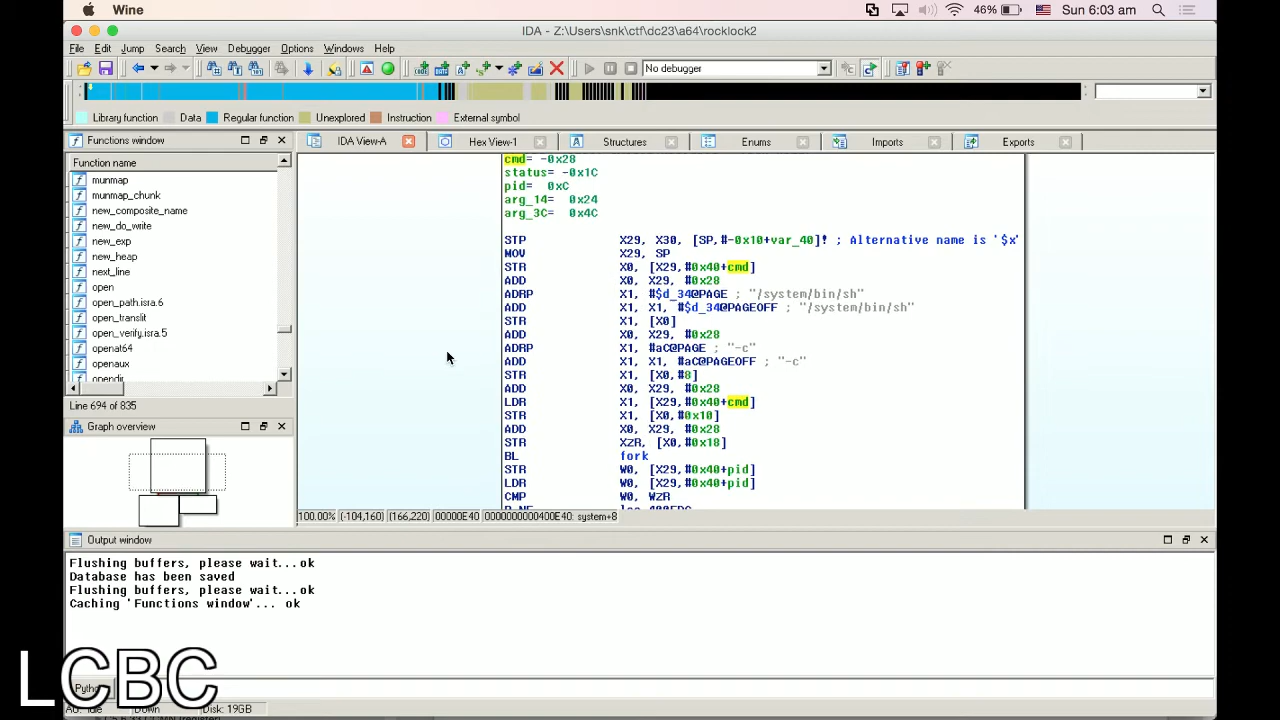 Wine 46% Sun 6:03 am
IDA - Z:\Users\snk\ctf\dc23\a64\rocklock2
File Edit Jump Search View Debugger Options Windows Help
No debugger
Library function Data Regular function Unexplored Instruction External symbol
Functions window
IDA View-A Hex View-1 Structures Enums Imports Exports
Function name
munmap
munmap_chunk
new_composite_name
new_do_write
new_exp
new_heap
next_line
open
open_path.isra.6
open_translit
open_verify.isra.5
openat64
openaux
opendir
Line 694 of 835
Graph overview
cmd= -0x28
status= -0x1C
pid= 0xC
arg_14= 0x24
arg_3C= 0x4C
STP X29, X30, [SP,#-0x10+var_40]! ; Alternative name is '$x'
MOV X29, SP
STR X0, [X29,#0x40+cmd]
ADD X0, X29, #0x28
ADRP X1, #$d_34@PAGE ; "/system/bin/sh"
ADD X1, X1, #$d_34@PAGEOFF ; "/system/bin/sh"
STR X1, [X0]
ADD X0, X29, #0x28
ADRP X1, #aC@PAGE ; "-c"
ADD X1, X1, #aC@PAGEOFF ; "-c"
STR X1, [X0,#8]
ADD X0, X29, #0x28
LDR X1, [X29,#0x40+cmd]
STR X1, [X0,#0x10]
ADD X0, X29, #0x28
STR XZR, [X0,#0x18]
BL fork
STR W0, [X29,#0x40+pid]
LDR W0, [X29,#0x40+pid]
CMP W0, WZR
100.00% (-104,160) (166,220) 00000E40 0000000000400E40: system+8
Output window
Flushing buffers, please wait...ok
Database has been saved
Flushing buffers, please wait...ok
Caching 'Functions window'... ok
LCBC
Down Disk: 19GB